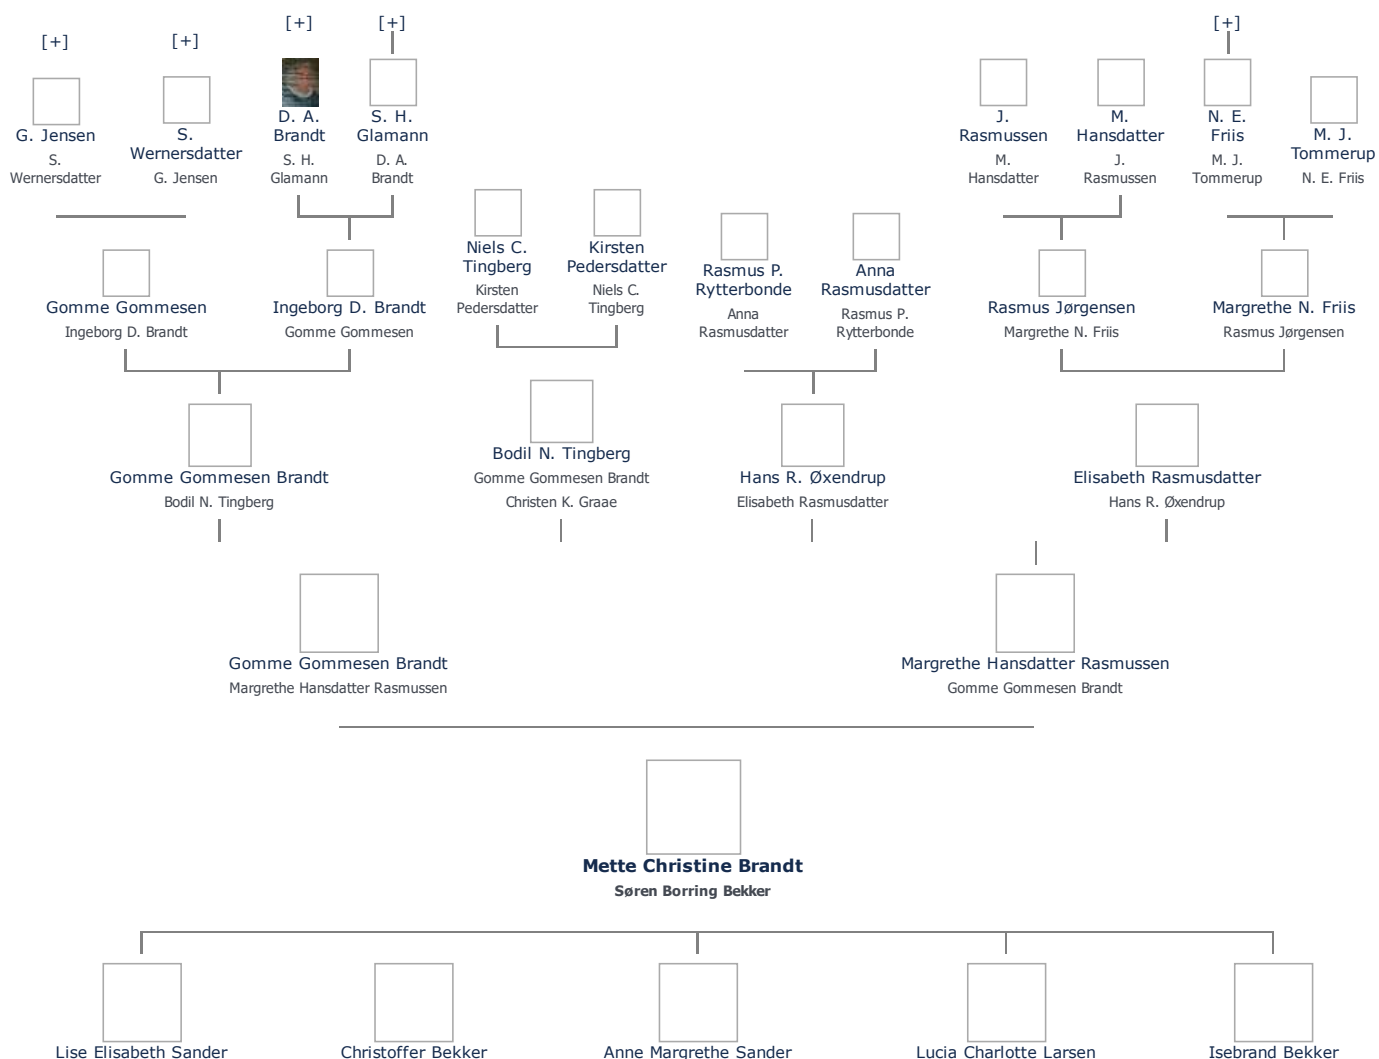 [+]
[+]
[+]
[+]
[+]
G. Jensen
S.
Wernersdatter
S.
Wernersdatter
G. Jensen
D. A.
Brandt
S. H.
Glamann
S. H.
Glamann
D. A.
Brandt
J.
Rasmussen
M.
Hansdatter
M.
Hansdatter
J.
Rasmussen
N. E.
Friis
M. J.
Tommerup
M. J.
Tommerup
N. E. Friis
Gomme Gommesen
Ingeborg D. Brandt
Ingeborg D. Brandt
Gomme Gommesen
Niels C.
Tingberg
Kirsten
Pedersdatter
Kirsten
Pedersdatter
Niels C.
Tingberg
Rasmus P.
Rytterbonde
Anna
Rasmusdatter
Anna
Rasmusdatter
Rasmus P.
Rytterbonde
Rasmus Jørgensen
Margrethe N. Friis
Margrethe N. Friis
Rasmus Jørgensen
Gomme Gommesen Brandt
Bodil N. Tingberg
Bodil N. Tingberg
Gomme Gommesen Brandt
Christen K. Graae
Hans R. Øxendrup
Elisabeth Rasmusdatter
Elisabeth Rasmusdatter
Hans R. Øxendrup
Gomme Gommesen Brandt
Margrethe Hansdatter Rasmussen
Margrethe Hansdatter Rasmussen
Gomme Gommesen Brandt
Mette Christine Brandt
Søren Borring Bekker
Lise Elisabeth Sander
Christoffer Bekker
Anne Margrethe Sander
Lucia Charlotte Larsen
Isebrand Bekker